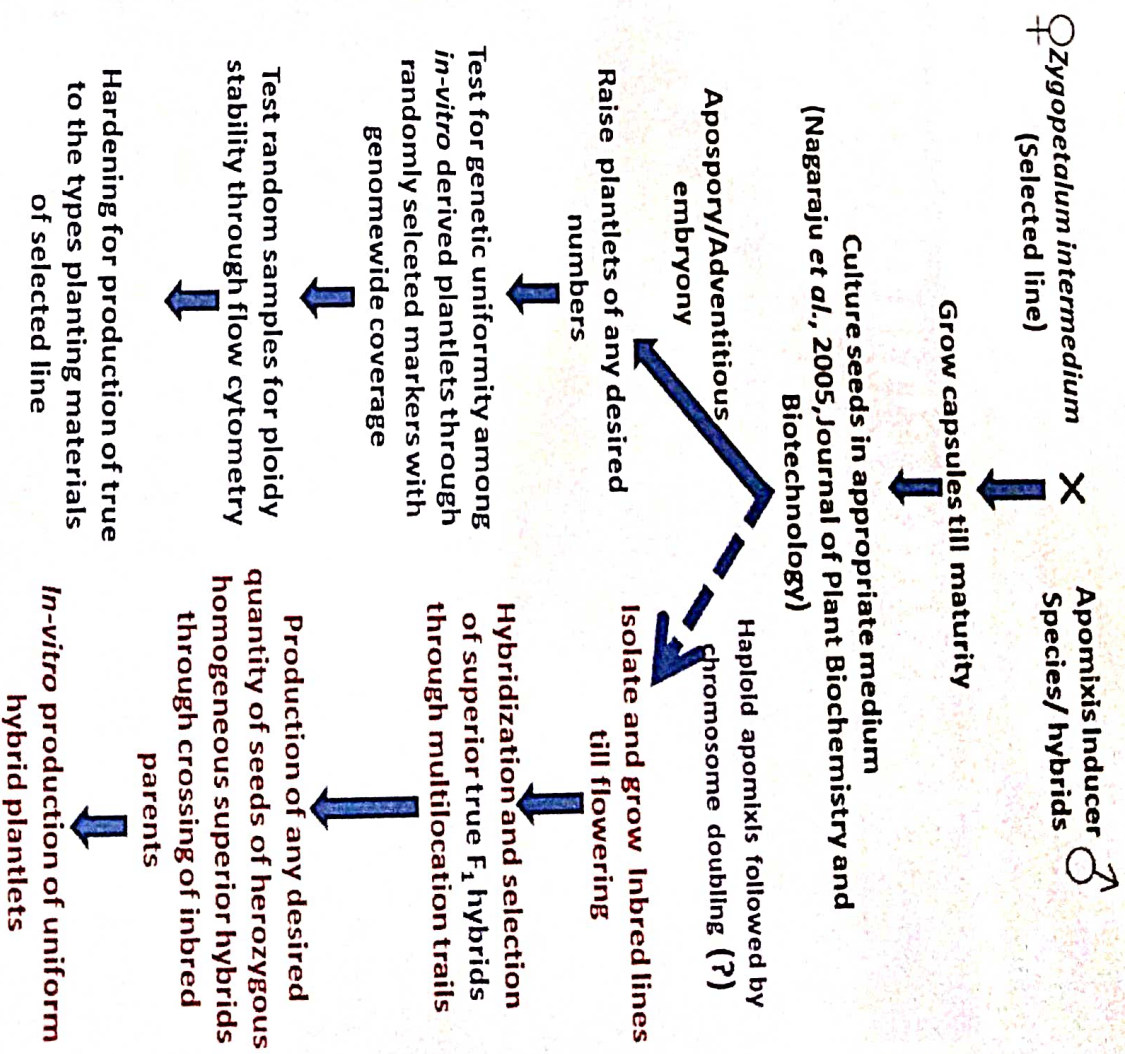 ♀Zygopetalum intermedium
(Selected line)
X
Apomixis Inducer ♂
Species/ hybrids
Grow capsules till maturity
Culture seeds in appropriate medium
(Nagaraju et al., 2005,Journal of Plant Biochemistry and
Biotechnology)
Apospory/Adventitious
embryony
Raise plantlets of any desired
numbers
Test for genetic uniformity among
in-vitro derived plantlets through
randomly selceted markers with
genomewide coverage
Test random samples for ploidy
stability through flow cytometry
Hardening for production of true
to the types planting materials
of selected line
Haploid apomixis followed by
chromosome doubling (?)
Isolate and grow Inbred lines
till flowering
Hybridization and selection
of superior true F₁ hybrids
through multilocation trails
Production of any desired
quantity of seeds of herozygous
homogeneous superior hybrids
through crossing of inbred
parents
In-vitro production of uniform
hybrid plantlets